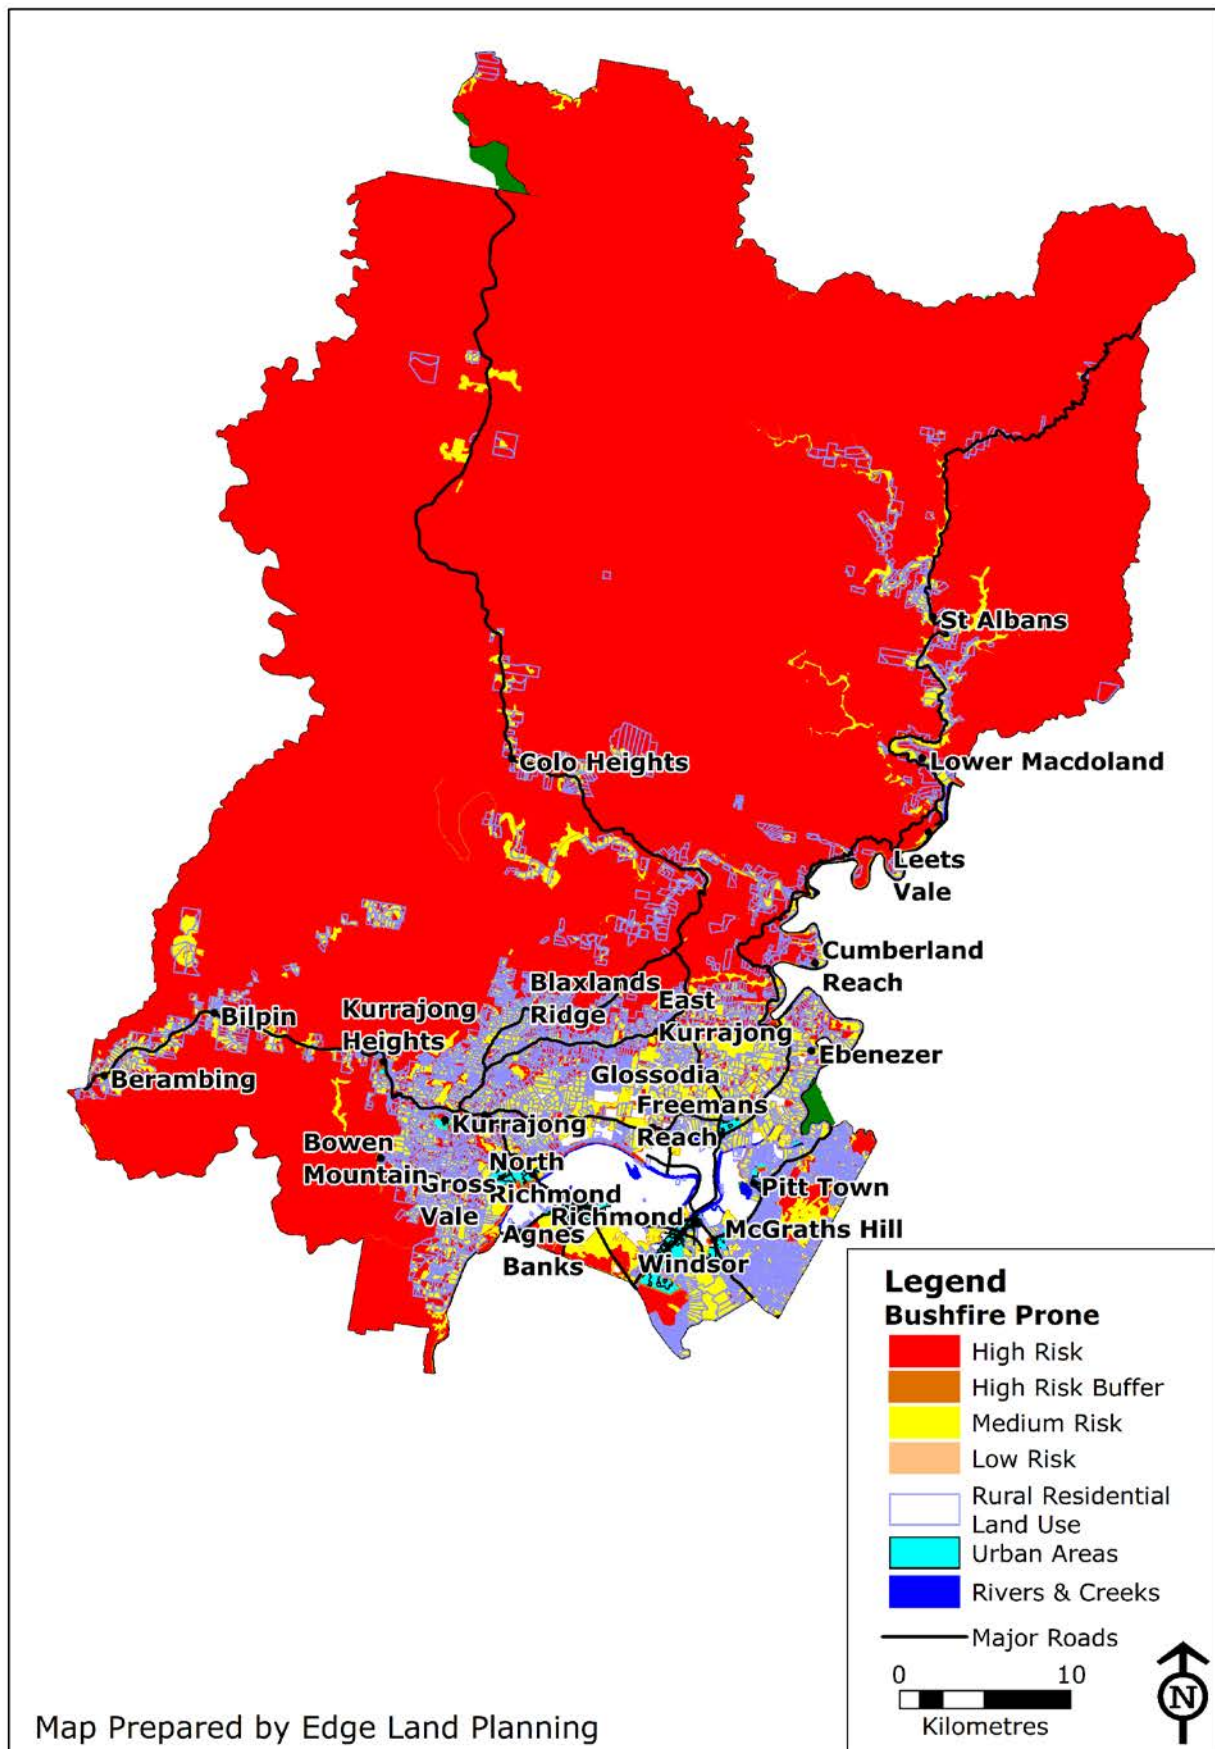 St Albans
Colo Heights
Lower Macdoland
Leets
Vale
Cumberland
Reach
Blaxlands
Ridge
East
Kurrajong
Kurrajong
Heights
Bilpin
Berambing
Ebenezer
Glossodia
Freemans
Reach
Kurrajong
Bowen
Mountain
Gross
Vale
North
Richmond
Pitt Town
Richmond
McGraths Hill
Agnes
Banks
Windsor
Legend
Bushfire Prone
High Risk
High Risk Buffer
Medium Risk
Low Risk
Rural Residential
Land Use
Urban Areas
Rivers & Creeks
Major Roads
0 10
Kilometres
N
Map Prepared by Edge Land Planning